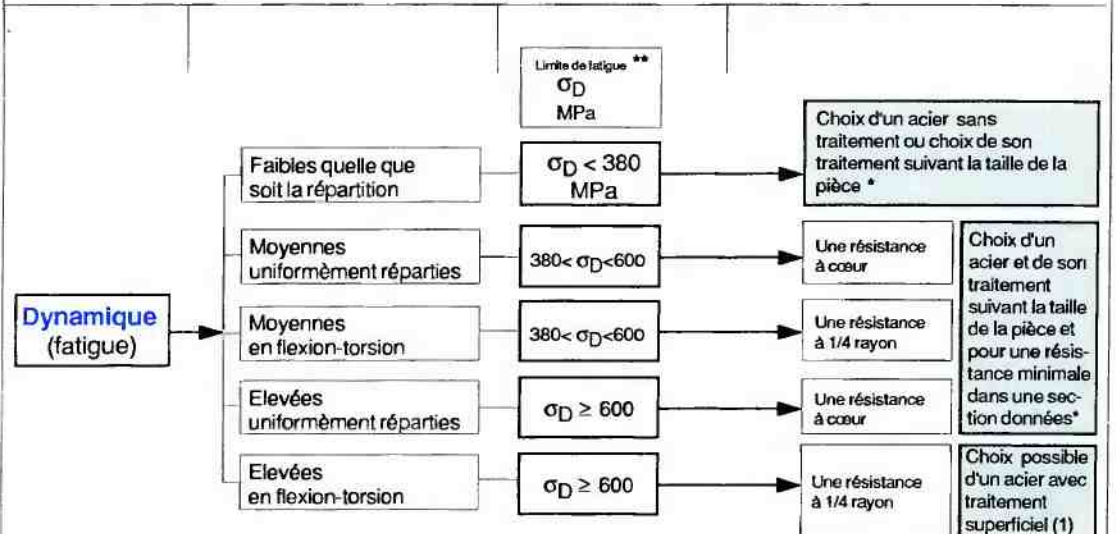 Limite de fatigue **
σD
MPa
Choix d'un acier sans
traitement ou choix de son
traitement suivant la taille de la
pièce *
Faibles quelle que
soit la répartition
σD < 380
MPa
Moyennes
uniformèment réparties
380< σD<600
Une résistance
à cœur
Choix d'un
acier et de son
traitement
suivant la taille
de la pièce et
pour une résis-
tance minimale
dans une sec-
tion données*
Dynamique
(fatigue)
Moyennes
en flexion-torsion
380< σD<600
Une résistance
à 1/4 rayon
Elevées
uniformèment réparties
σD ≥ 600
Une résistance
à cœur
Elevées
en flexion-torsion
σD ≥ 600
Une résistance
à 1/4 rayon
Choix possible
d'un acier avec
traitement
superficiel (1)